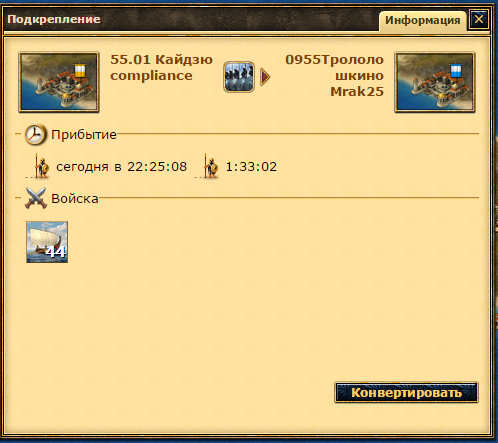 Подкрепление
Информация
55.01 Кайдзю
compliance
0955Трололо
шкино
Mrak25
Прибытие
сегодня в 22:25:08
1:33:02
Войска
44
Конвертировать